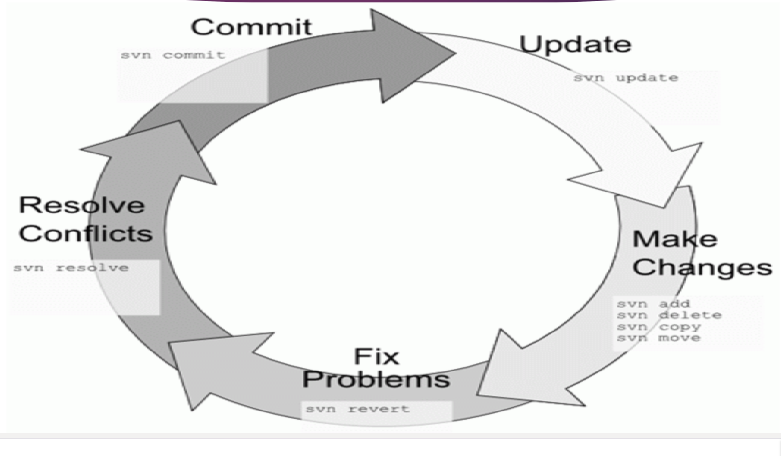 Commit
svn commit
Update
svn update
Make
Changes
svn add
svn delete
svn copy
svn move
Fix
Problems
svn revert
Resolve
Conflicts
svn resolve